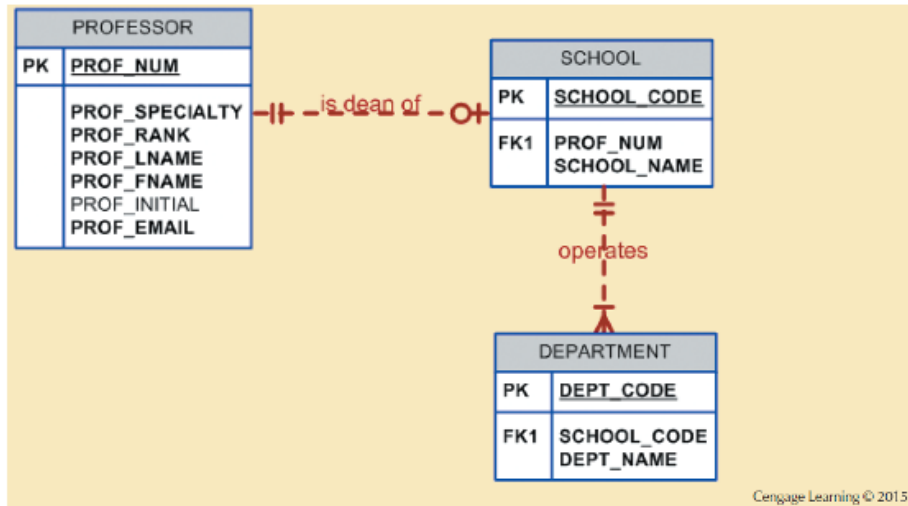 PROFESSOR
PK PROF_NUM
PROF_SPECIALTY
PROF_RANK
PROF_LNAME
PROF_FNAME
PROF_INITIAL
PROF_EMAIL
is dean of
SCHOOL
PK SCHOOL_CODE
FK1 PROF_NUM
SCHOOL_NAME
operates
DEPARTMENT
PK DEPT_CODE
FK1 SCHOOL_CODE
DEPT_NAME
Cengage Learning © 2015